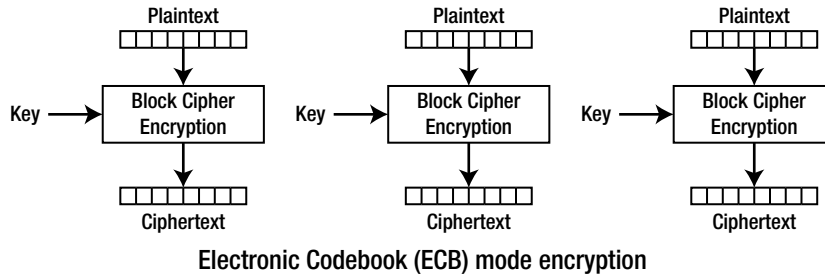 Plaintext Plaintext Plaintext
Key Block Cipher Encryption Key Block Cipher Encryption Key Block Cipher Encryption
Ciphertext Ciphertext Ciphertext
Electronic Codebook (ECB) mode encryption